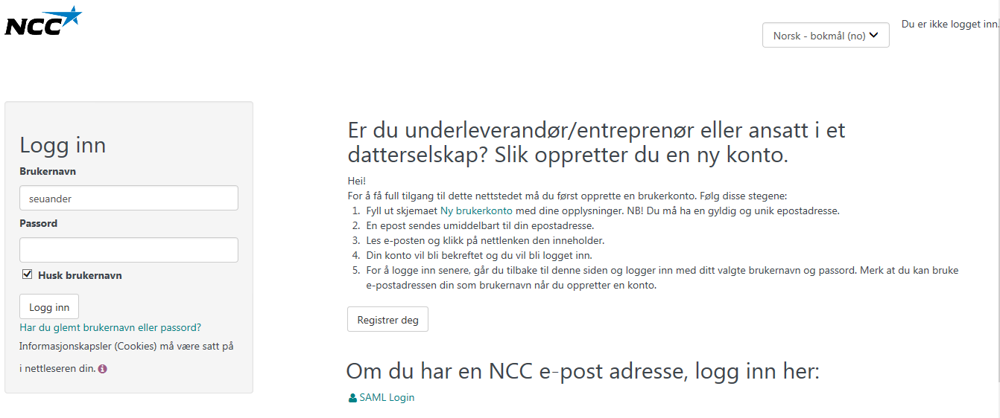 NCC
Norsk - bokmål (no)
Du er ikke logget inn.
Logg inn
Brukernavn
seuander
Passord
Husk brukernavn
Logg inn
Har du glemt brukernavn eller passord?
Informasjonskapsler (Cookies) må være satt på
i nettleseren din.
Er du underleverandør/entreprenør eller ansatt i et
datterselskap? Slik oppretter du en ny konto.
Hei!
For å få full tilgang til dette nettstedet må du først opprette en brukerkonto. Følg disse stegene:
1. Fyll ut skjemaet Ny brukerkonto med dine opplysninger. NB! Du må ha en gyldig og unik epostadresse.
2. En epost sendes umiddelbart til din epostadresse.
3. Les e-posten og klikk på nettlenken den inneholder.
4. Din konto vil bli bekreftet og du vil bli logget inn.
5. For å logge inn senere, går du tilbake til denne siden og logger inn med ditt valgte brukernavn og passord. Merk at du kan bruke
e-postadressen din som brukernavn når du oppretter en konto.
Registrer deg
Om du har en NCC e-post adresse, logg inn her:
SAML Login